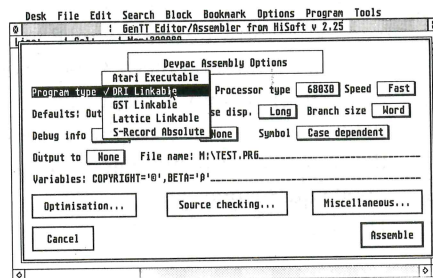 Desk File Edit Search Block Bookmark Options Program Tools
GenTT Editor/Assembler from HiSoft v 2.25
Devpac Assembly Options
Atari Executable
Program type ✓ DRI Linkable Processor type 68030 Speed Fast
GST Linkable
Defaults: Out se disp. Long Branch size Word
Lattice Linkable
Debug info None Symbol Case dependent
S-Record Absolute
Output to None File name: M:\TEST.PRG
Variables: COPYRIGHT='©',BETA='β'
Optimisation... Source checking... Miscellaneous...
Cancel Assemble